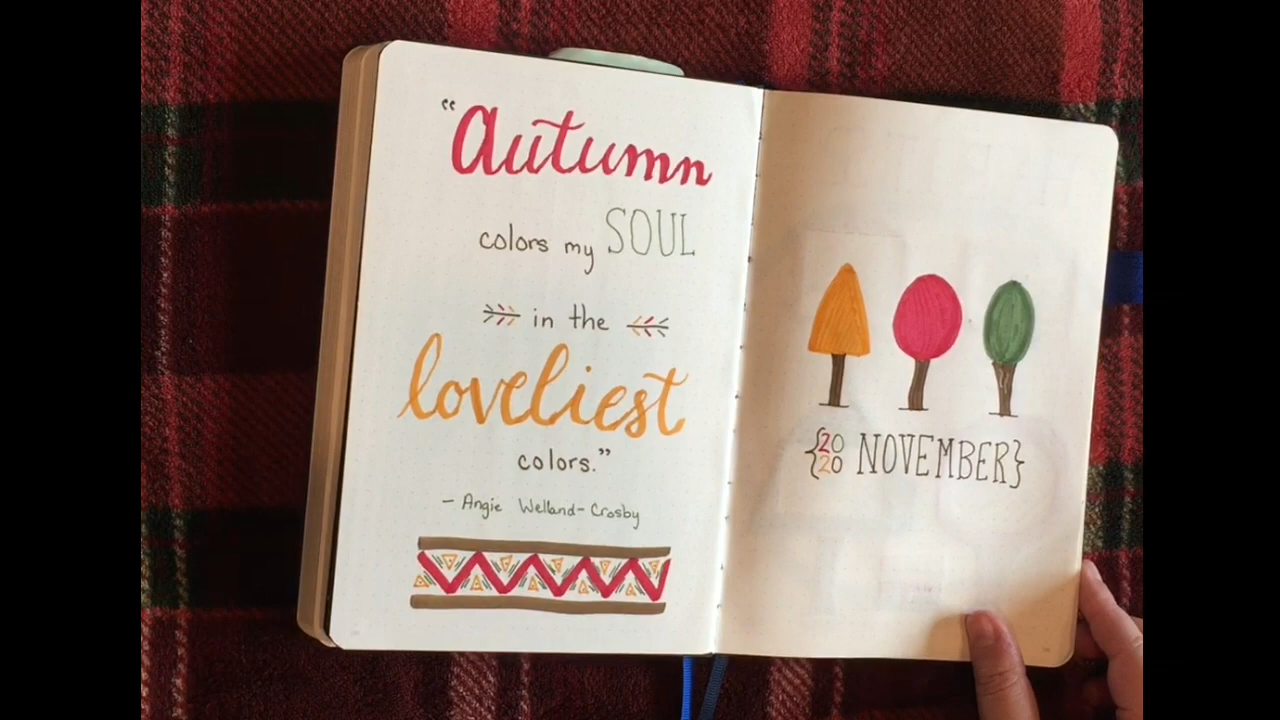 "Autumn
colors my SOUL
in the
loveliest
colors."
- Angie Welland-Crosby
{2020 NOVEMBER}